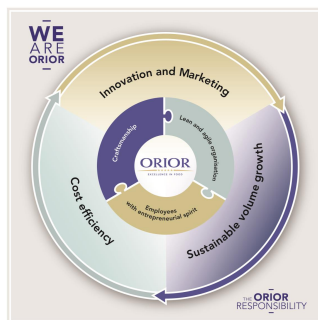 WE
ARE
ORIOR
Innovation and Marketing
Craftsmanship
Lean and agile organisation
ORIOR
EXCELLENCE IN FOOD
Employees
with entrepreneurial spirit
Cost efficiency
Sustainable volume growth
THE ORIOR
RESPONSIBILITY